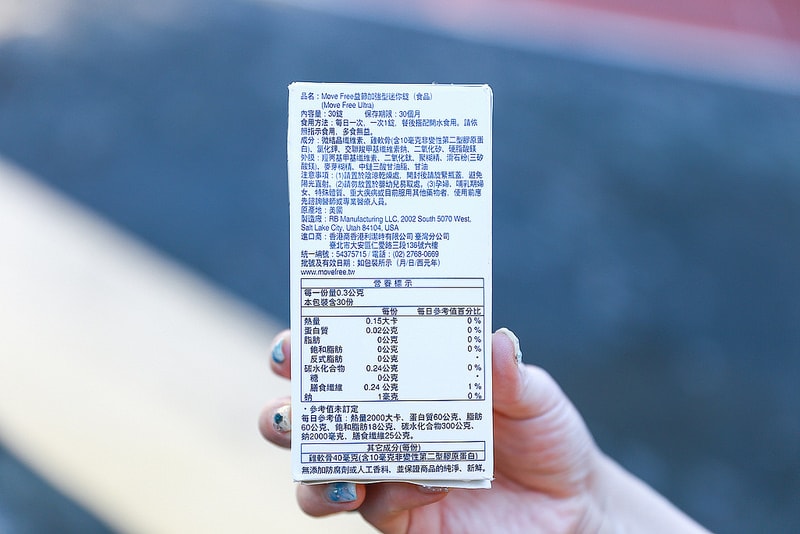 品名：Move Free益節加強型迷你錠（食品）
(Move Free Ultra)
內容量：30錠　保存期限：30個月
食用方法：每日一次，一次1錠，餐後搭配開水食用。請依
照指示食用，多食無益。
成分：微結晶纖維素、雞軟骨(含10毫克非變性第二型膠原蛋
白)、氯化鉀、交聯羧甲基纖維素鈉、二氧化矽、硬脂酸鎂
外膜：羥丙基甲基纖維素、二氧化鈦、聚糊精、滑石粉(三矽
酸鎂)、麥芽糊精、中鏈三酸甘油脂、甘油
注意事項：(1)請置於陰涼乾燥處，開封後請旋緊瓶蓋，避免
陽光直射。(2)請勿放置於嬰幼兒易取處。(3)孕婦、哺乳期婦
女、特殊體質、重大疾病或目前服用其他藥物者，使用前應
先諮詢醫師或專業醫療人員。
原產地：美國
製造廠：RB Manufacturing LLC. 2002 South 5070 West,
Salt Lake City, Utah 84104, USA
進口商：香港商香港利潔時有限公司 臺灣分公司
臺北市大安區仁愛路三段136號六樓
統一編號：54375715 / 電話：(02) 2768-0669
批號及有效日期：如包裝所示（月/日/西元年）
www.movefree.tw
營養標示
每一份量0.3公克
本包裝含30份
每份　每日參考值百分比
熱量　0.15大卡　0 %
蛋白質　0.02公克　0 %
脂肪　0公克　0 %
飽和脂肪　0公克　0 %
反式脂肪　0公克　*
碳水化合物　0.24公克　0 %
糖　0公克　*
膳食纖維　0.24 公克　1 %
鈉　1毫克　0 %
* 參考值未訂定
每日參考值：熱量2000大卡、蛋白質60公克、脂肪
60公克、飽和脂肪18公克、碳水化合物300公克、
鈉2000毫克、膳食纖維25公克。
其它成分(每份)
雞軟骨40毫克(含10毫克非變性第二型膠原蛋白)
無添加防腐劑或人工香料，並保證商品的純淨、新鮮。